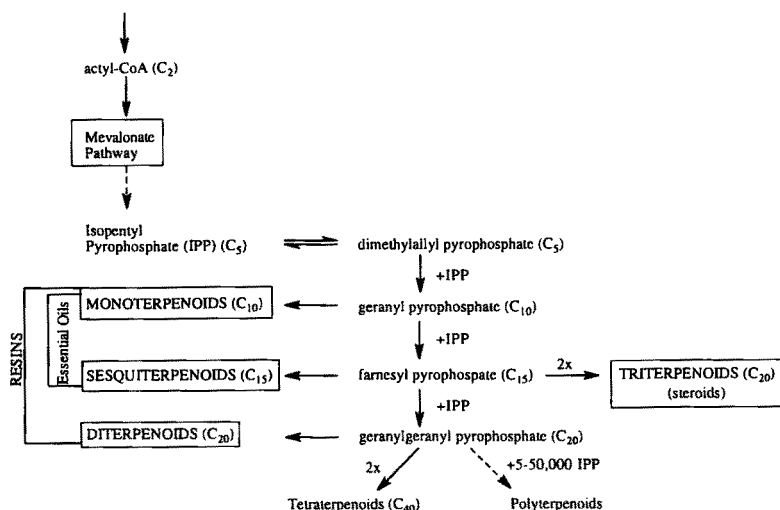 actyl-CoA (C₂)
Mevalonate
Pathway
Isopentyl
Pyrophosphate (IPP) (C₅)
dimethylallyl pyrophosphate (C₅)
+IPP
MONOTERPENOIDS (C₁₀)
geranyl pyrophosphate (C₁₀)
+IPP
RESINS
Essential Oils
SESQUITERPENOIDS (C₁₅)
farnesyl pyrophospate (C₁₅)
2x
TRITERPENOIDS (C₂₀)
(steroids)
+IPP
DITERPENOIDS (C₂₀)
geranylgeranyl pyrophosphate (C₂₀)
2x
+5-50,000 IPP
Tetraterpenoids (C₄₀)
Polyterpenoids